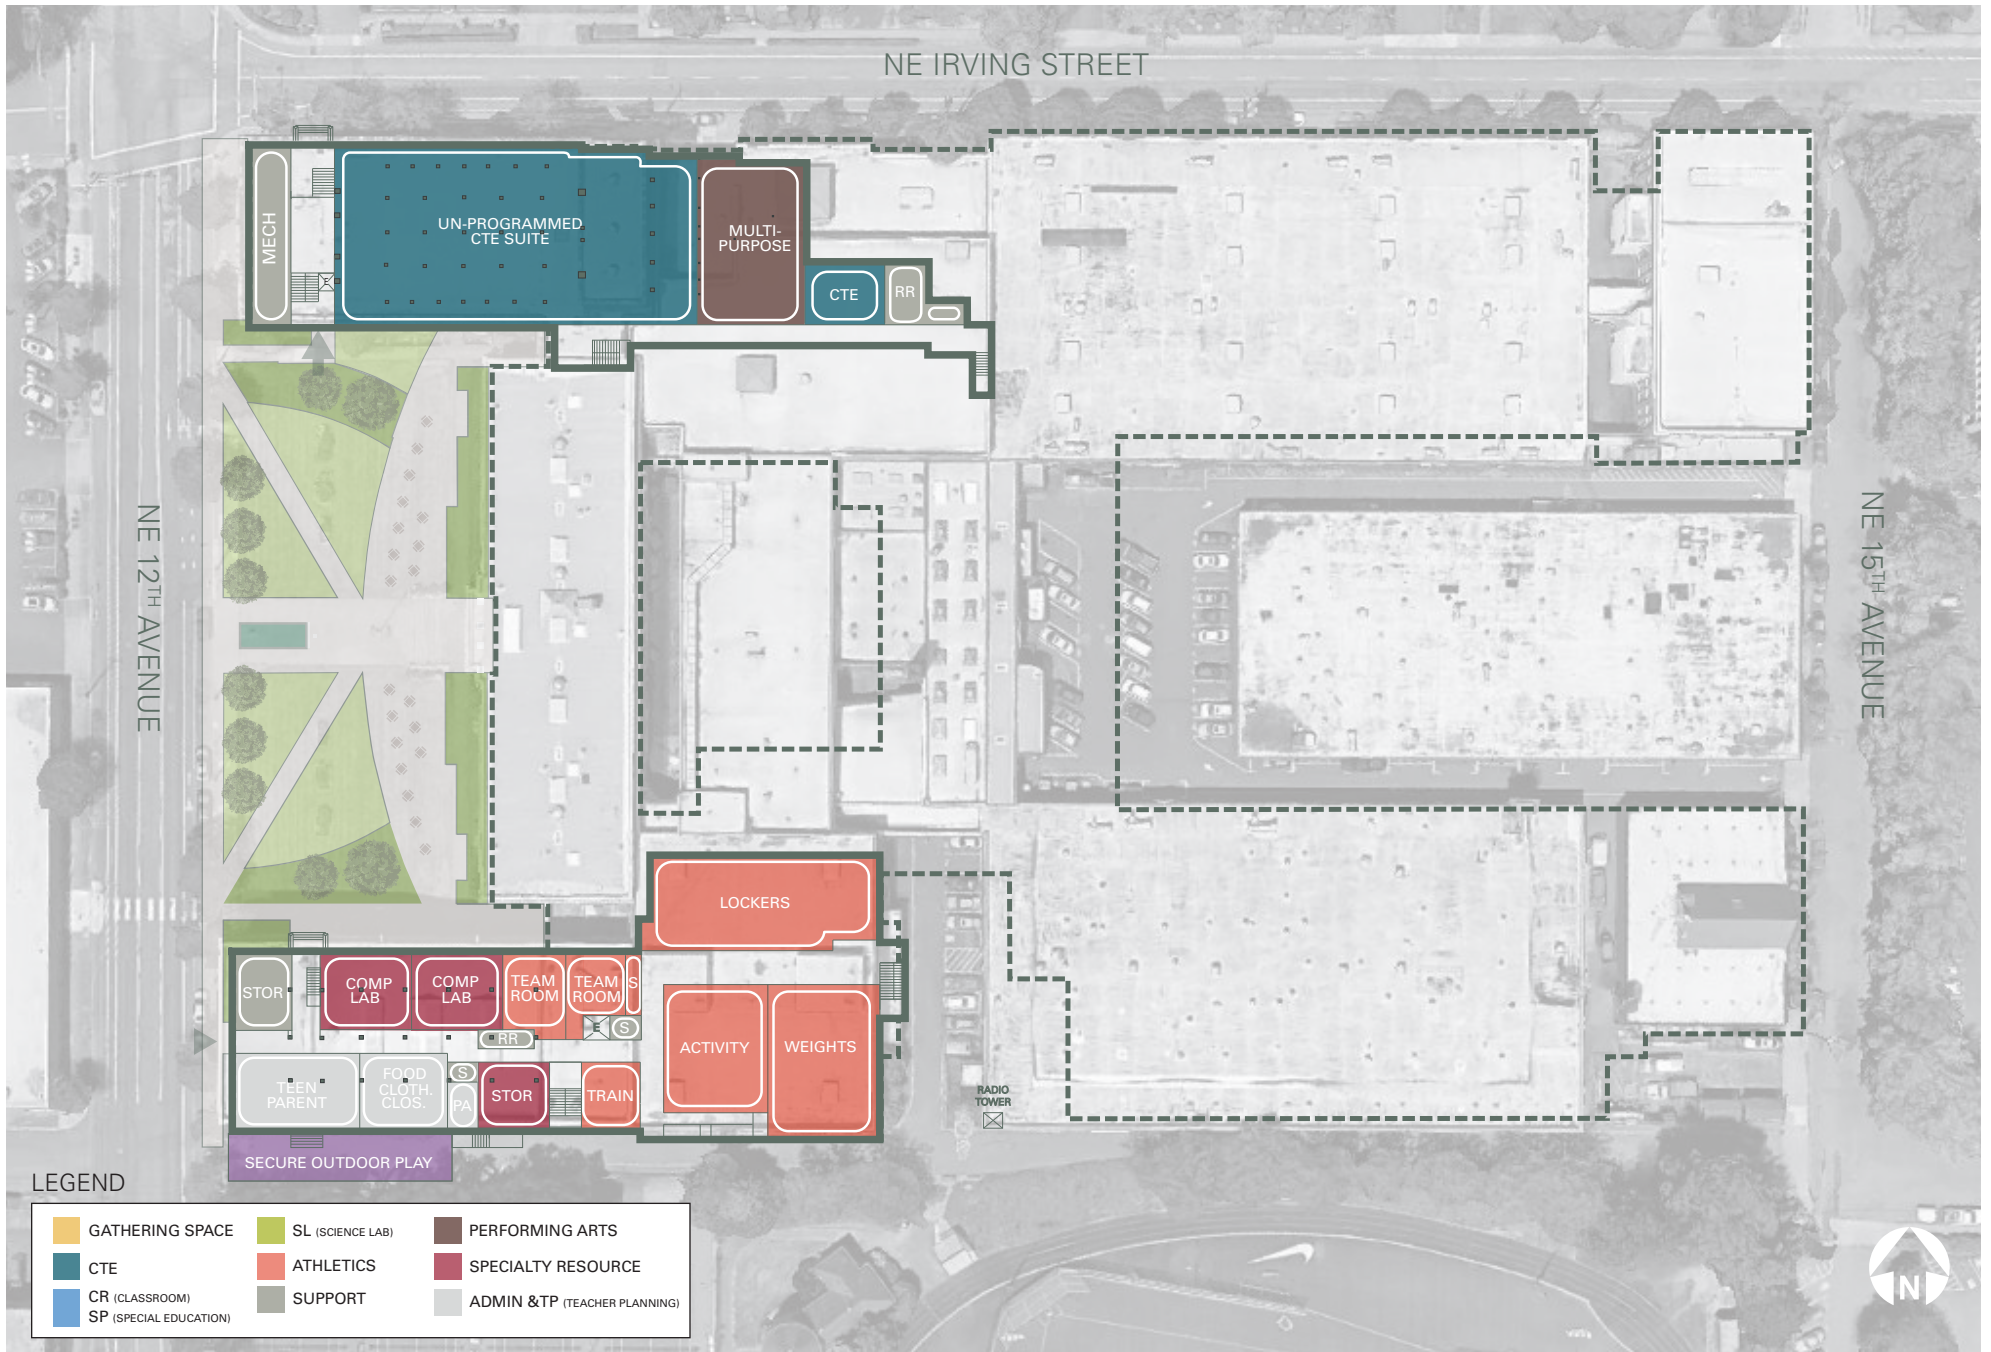 NE IRVING STREET
MECH
UN-PROGRAMMED
CTE SUITE
MULTI-
PURPOSE
CTE
RR
E
NE 12TH AVENUE
NE 15TH AVENUE
LOCKERS
STOR
COMP
LAB
COMP
LAB
TEAM
ROOM
TEAM
ROOM
S
E
S
RR
ACTIVITY
WEIGHTS
TEEN
PARENT
FOOD
CLOTH.
CLOS.
S
PA
STOR
TRAIN
RADIO
TOWER
SECURE OUTDOOR PLAY
LEGEND
GATHERING SPACE
CTE
CR (CLASSROOM)
SP (SPECIAL EDUCATION)
SL (SCIENCE LAB)
ATHLETICS
SUPPORT
PERFORMING ARTS
SPECIALTY RESOURCE
ADMIN &TP (TEACHER PLANNING)
N